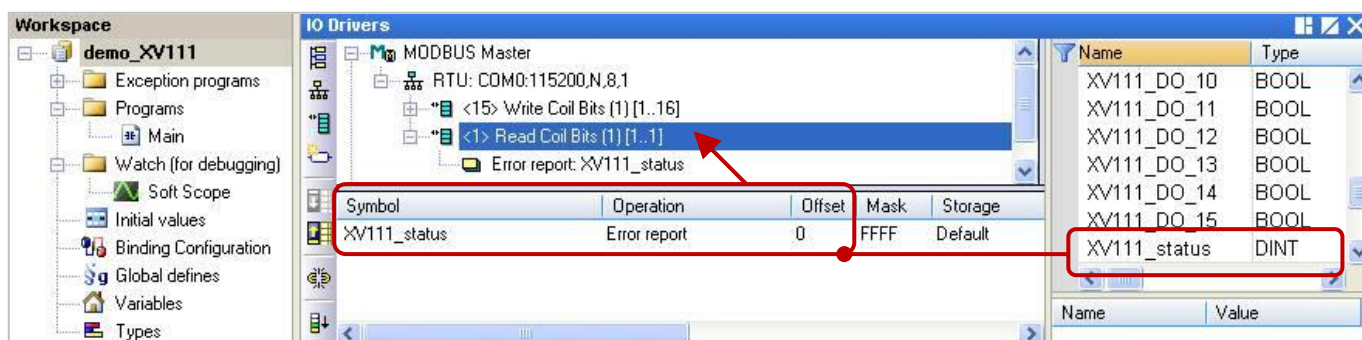 Workspace
demo_XV111
Exception programs
Programs
Main
Watch (for debugging)
Soft Scope
Initial values
Binding Configuration
Global defines
Variables
Types
IO Drivers
MODBUS Master
RTU: COM0:115200,N,8,1
<15> Write Coil Bits (1) [1..16]
<1> Read Coil Bits (1) [1..1]
Error report: XV111_status
Symbol Operation Offset Mask Storage
XV111_status Error report 0 FFFF Default
Name Type
XV111_DO_10 BOOL
XV111_DO_11 BOOL
XV111_DO_12 BOOL
XV111_DO_13 BOOL
XV111_DO_14 BOOL
XV111_DO_15 BOOL
XV111_status DINT
Name Value